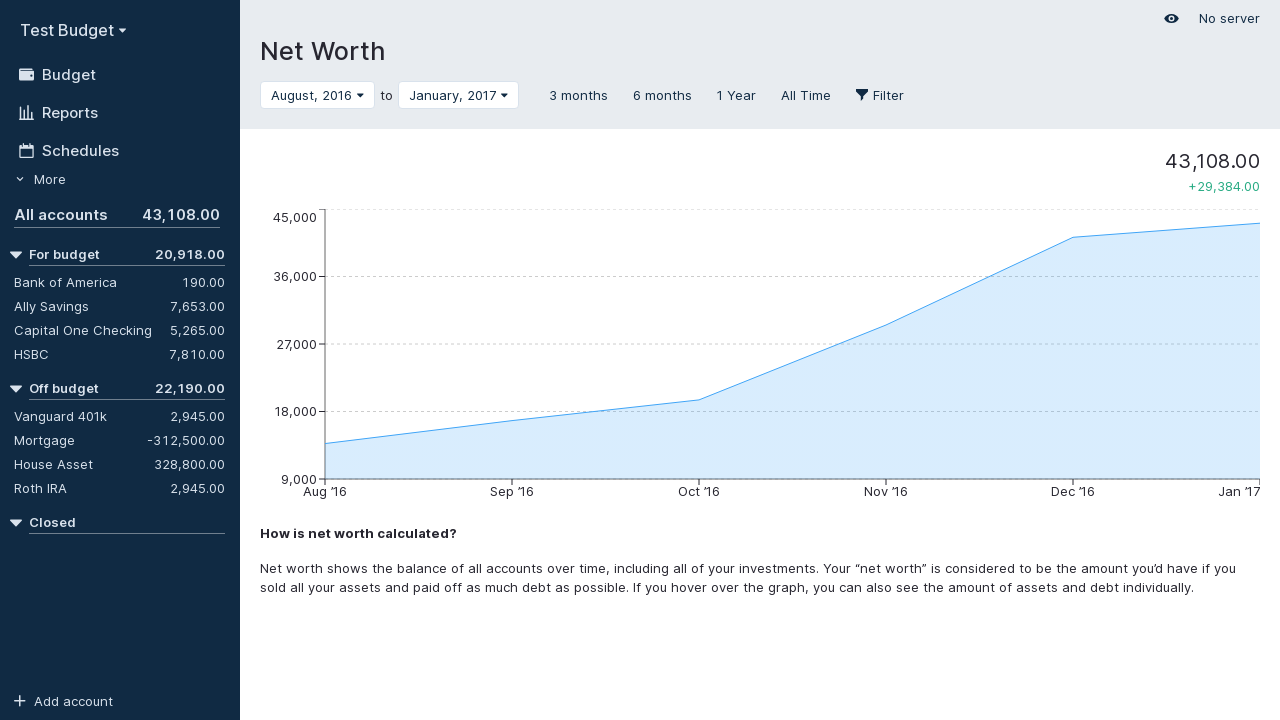 Test Budget
Budget
Reports
Schedules
More
All accounts 43,108.00
For budget 20,918.00
Bank of America 190.00
Ally Savings 7,653.00
Capital One Checking 5,265.00
HSBC 7,810.00
Off budget 22,190.00
Vanguard 401k 2,945.00
Mortgage -312,500.00
House Asset 328,800.00
Roth IRA 2,945.00
Closed
Add account
No server
Net Worth
August, 2016 to January, 2017 3 months 6 months 1 Year All Time Filter
43,108.00
+29,384.00
45,000
36,000
27,000
18,000
9,000
Aug ‘16 Sep ‘16 Oct ‘16 Nov ‘16 Dec ‘16 Jan ‘17
How is net worth calculated?
Net worth shows the balance of all accounts over time, including all of your investments. Your “net worth” is considered to be the amount you’d have if you
sold all your assets and paid off as much debt as possible. If you hover over the graph, you can also see the amount of assets and debt individually.